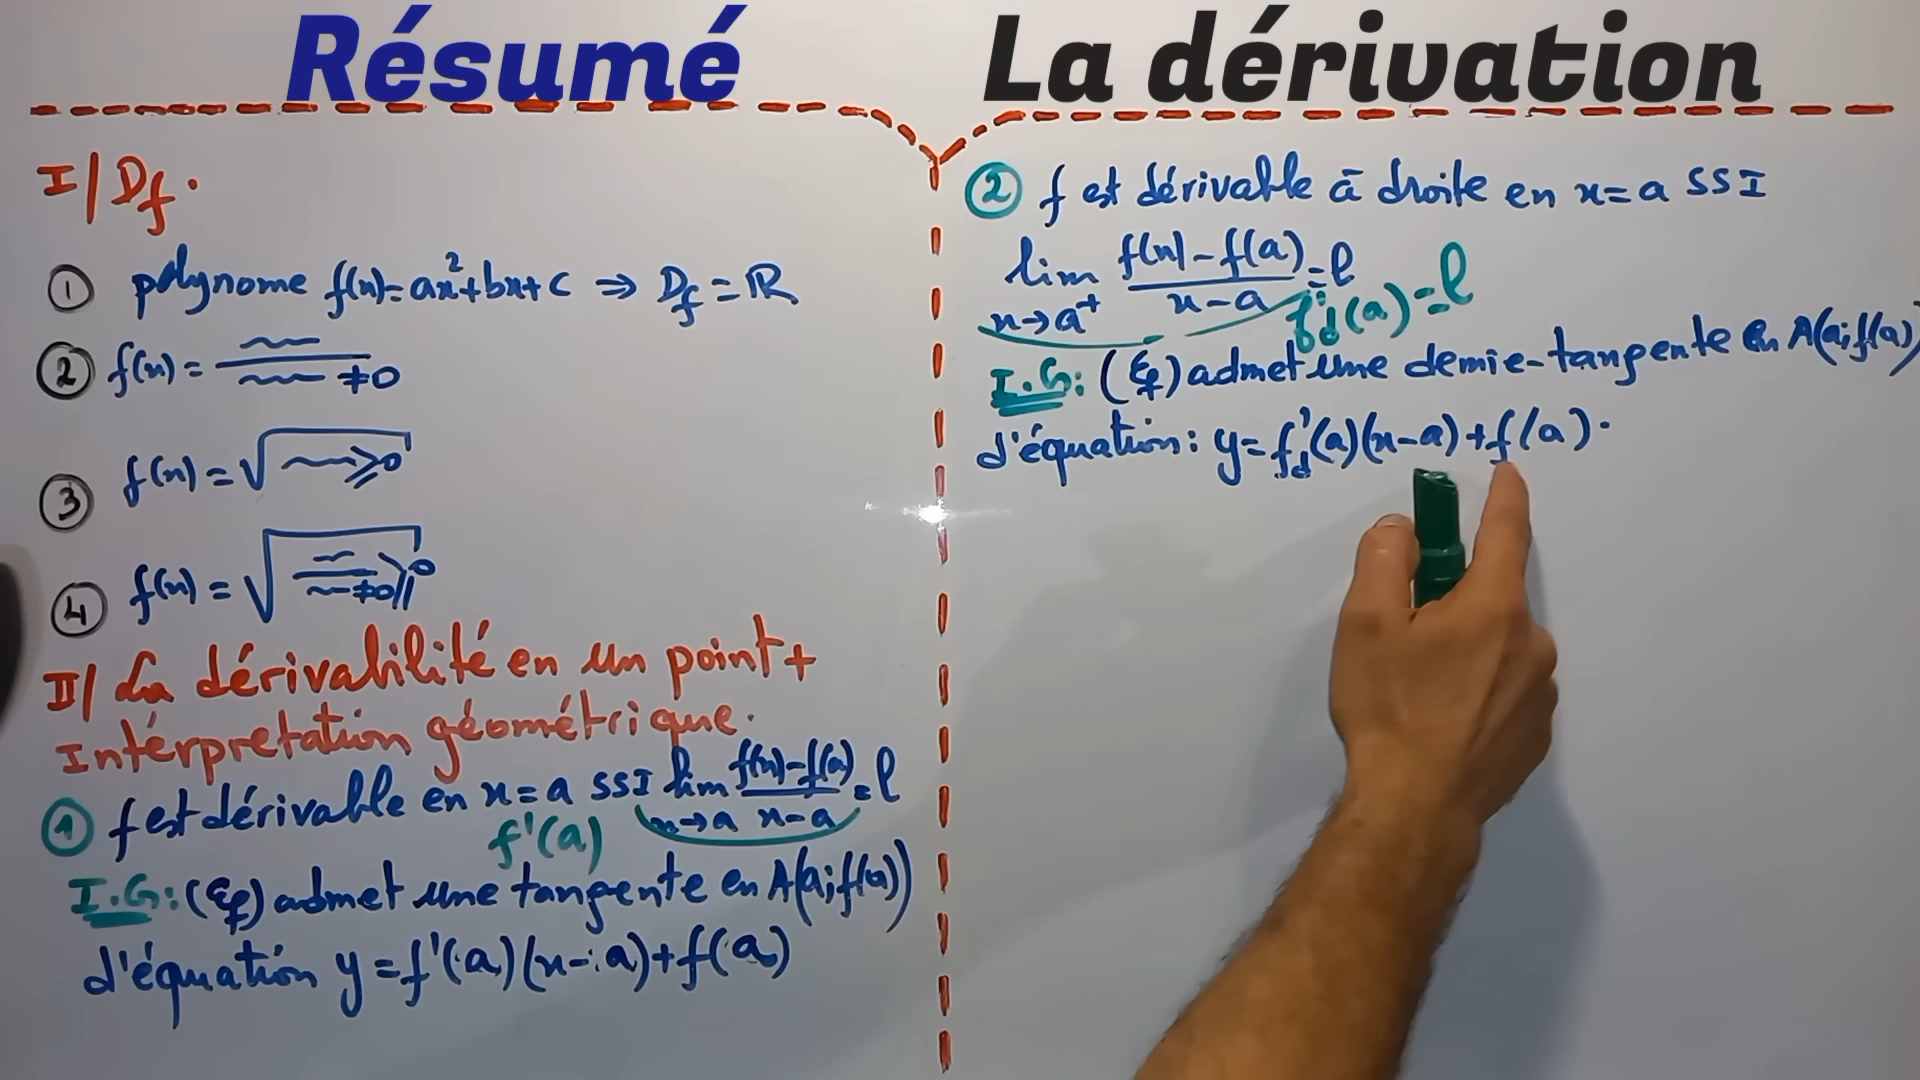 Résumé
I/ Df.
① polynome f(x)=ax²+bx+c ⇒ Df = ℝ
② f(x) = ~~ / ~~ ≠0
③ f(x) = √~~ ≥0
④ f(x) = √(~~ / ~~ ≠0) ≥0
II/ La dérivabilité en un point +
Intérpretation géométrique.
① f est dérivable en x=a SSI lim x→a (f(x)-f(a))/(x-a) = l
f'(a)
I.G: (ℰf) admet une tangente en A(a;f(a))
d'équation y=f'(a)(x-a)+f(a)
La dérivation
② f est dérivable à droite en x=a SSI
lim x→a⁺ (f(x)-f(a))/(x-a) = l
f'd(a)=l
I.G: (ℰf) admet une demie-tangente en A(a;f(a)
d'équation: y=f'd(a)(x-a)+f(a).